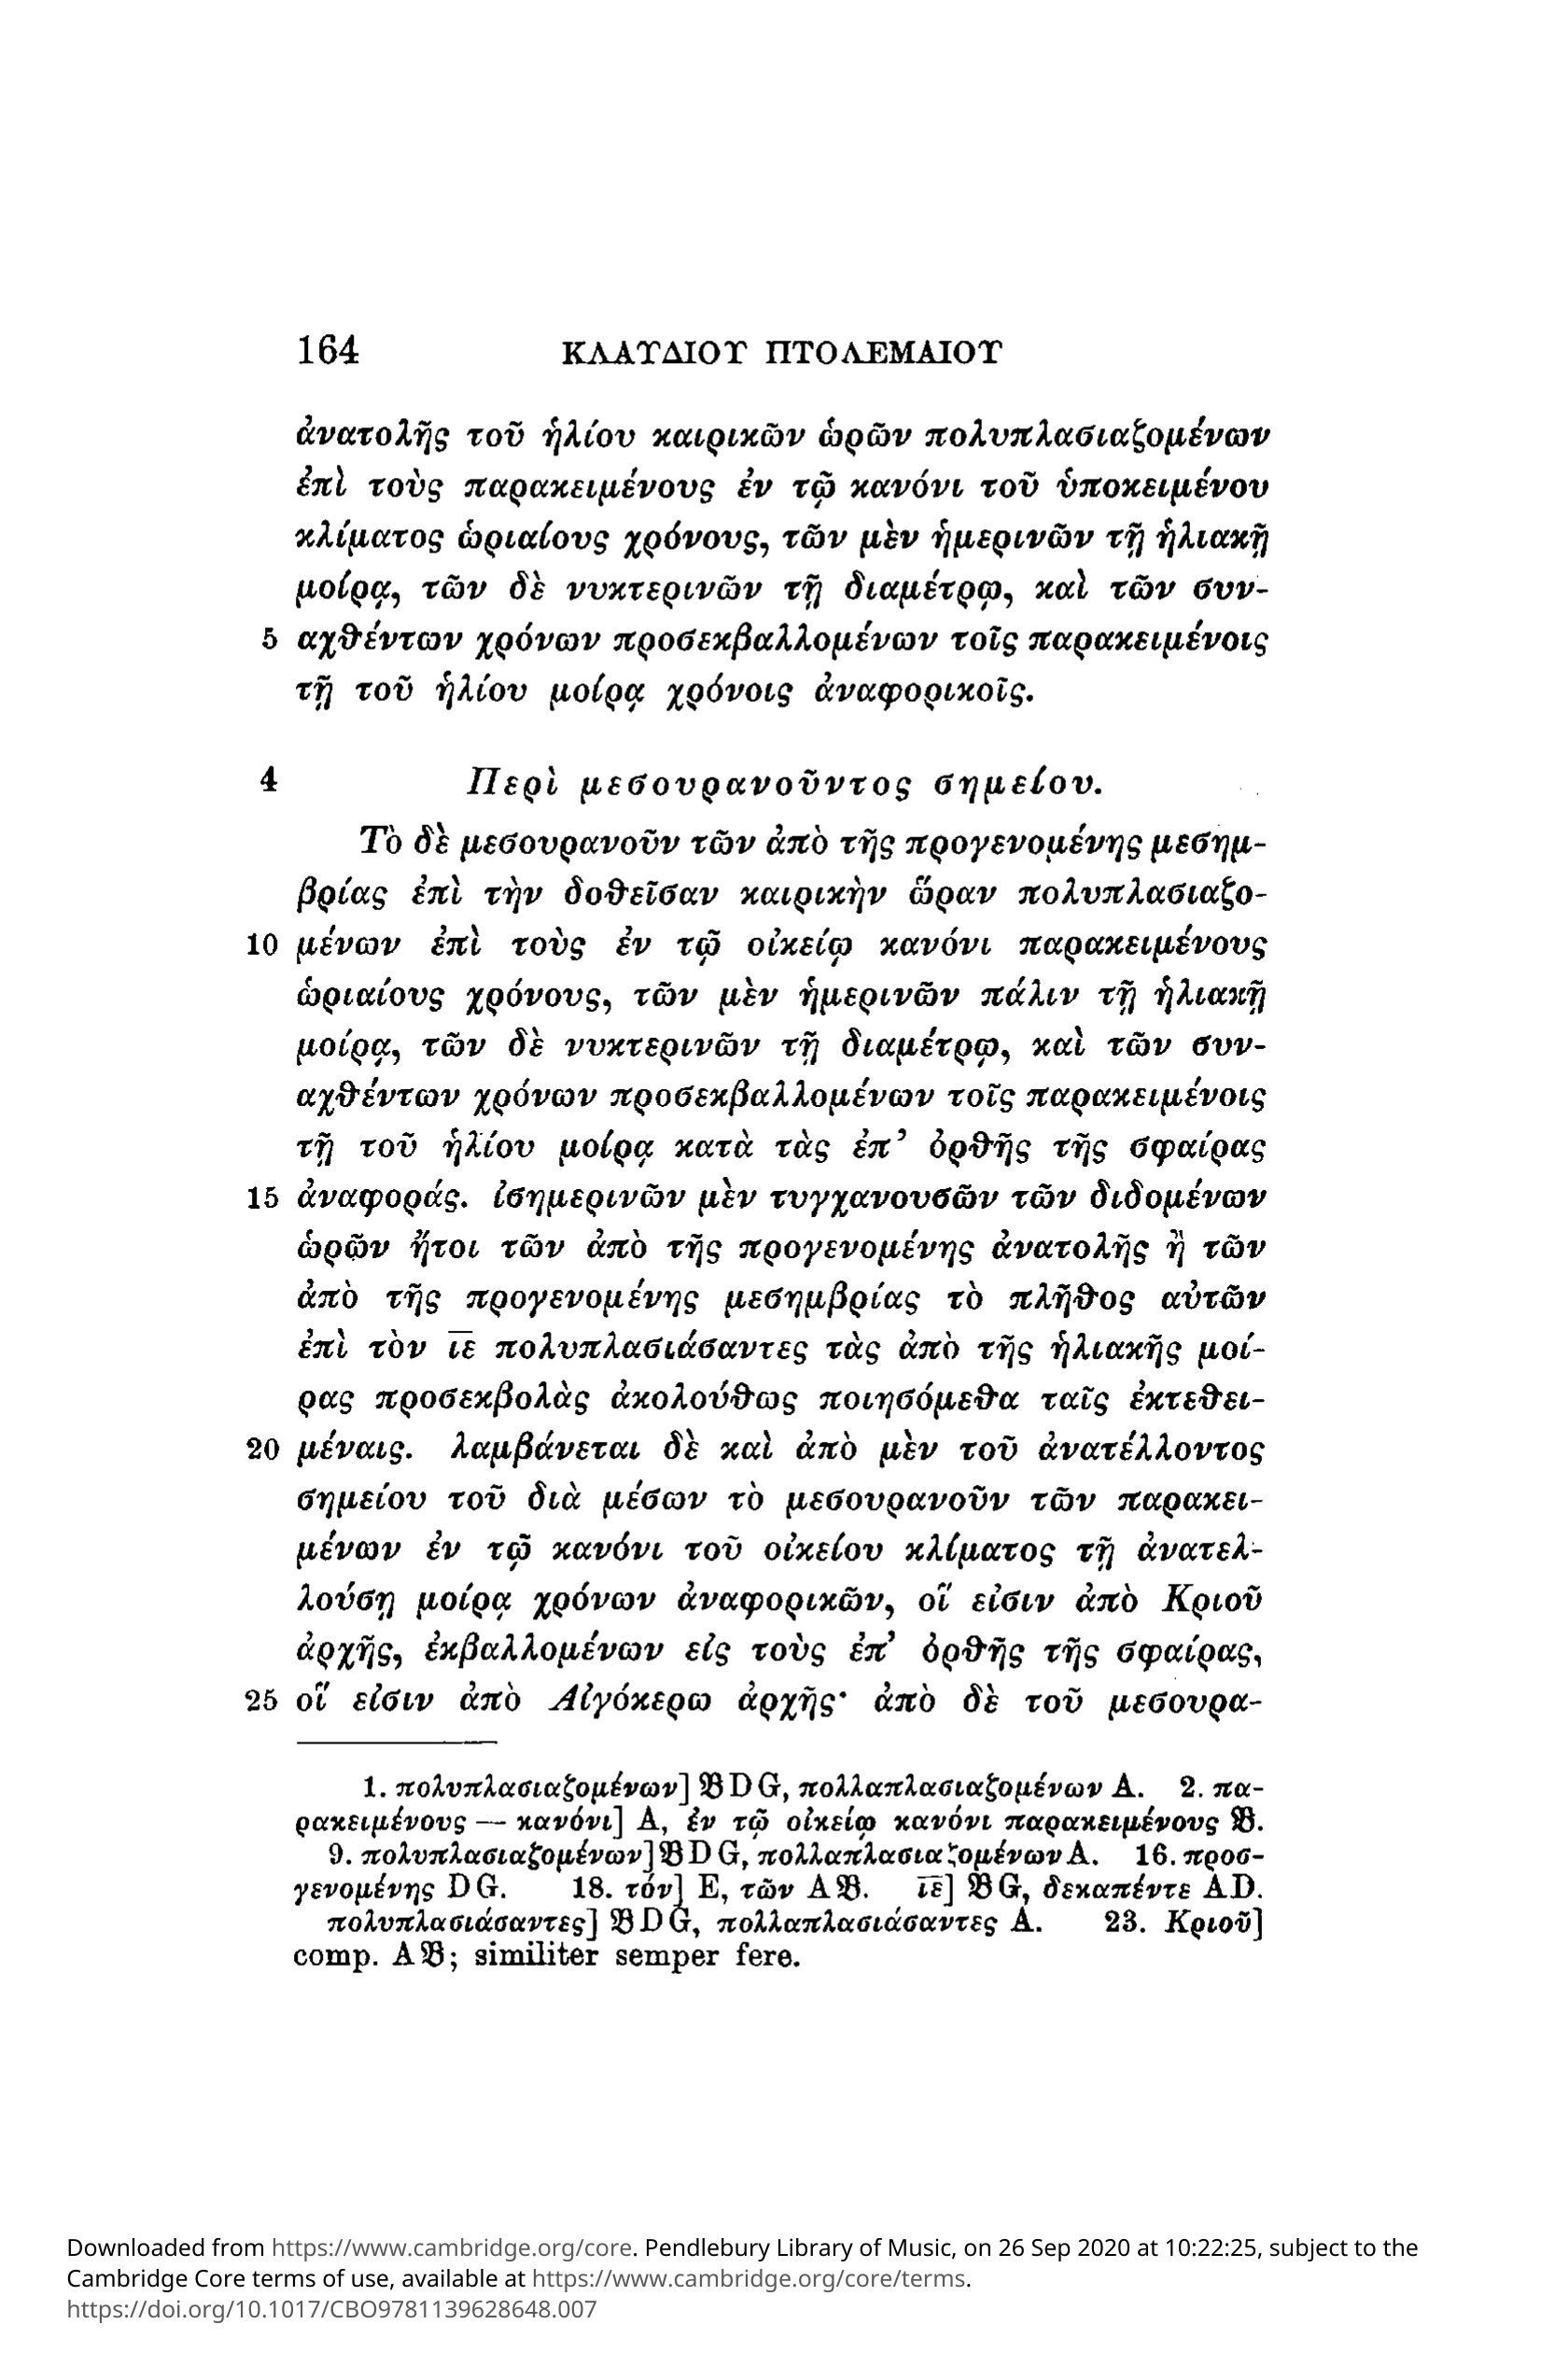 164 ΚΛΑΥΔΙΟΥ ΠΤΟΛΕΜΑΙΟΥ
ἀνατολῆς τοῦ ἡλίου καιρικῶν ὡρῶν πολυπλασιαζομένων
ἐπὶ τοὺς παρακειμένους ἐν τῷ κανόνι τοῦ ὑποκειμένου
κλίματος ὡριαίους χρόνους, τῶν μὲν ἡμερινῶν τῇ ἡλιακῇ
μοίρᾳ, τῶν δὲ νυκτερινῶν τῇ διαμέτρῳ, καὶ τῶν συν-
5 αχθέντων χρόνων προσεκβαλλομένων τοῖς παρακειμένοις
τῇ τοῦ ἡλίου μοίρᾳ χρόνοις ἀναφορικοῖς.
4 Περὶ μεσουρανοῦντος σημείου.
Τὸ δὲ μεσουρανοῦν τῶν ἀπὸ τῆς προγενομένης μεσημ-
βρίας ἐπὶ τὴν δοθεῖσαν καιρικὴν ὥραν πολυπλασιαζο-
10 μένων ἐπὶ τοὺς ἐν τῷ οἰκείῳ κανόνι παρακειμένους
ὡριαίους χρόνους, τῶν μὲν ἡμερινῶν πάλιν τῇ ἡλιακῇ
μοίρᾳ, τῶν δὲ νυκτερινῶν τῇ διαμέτρῳ, καὶ τῶν συν-
αχθέντων χρόνων προσεκβαλλομένων τοῖς παρακειμένοις
τῇ τοῦ ἡλίου μοίρᾳ κατὰ τὰς ἐπ’ ὀρθῆς τῆς σφαίρας
15 ἀναφοράς. ἰσημερινῶν μὲν τυγχανουσῶν τῶν διδομένων
ὡρῶν ἤτοι τῶν ἀπὸ τῆς προγενομένης ἀνατολῆς ἢ τῶν
ἀπὸ τῆς προγενομένης μεσημβρίας τὸ πλῆθος αὐτῶν
ἐπὶ τὸν ι̅ε̅ πολυπλασιάσαντες τὰς ἀπὸ τῆς ἡλιακῆς μοί-
ρας προσεκβολὰς ἀκολούθως ποιησόμεθα ταῖς ἐκτεθει-
20 μέναις. λαμβάνεται δὲ καὶ ἀπὸ μὲν τοῦ ἀνατέλλοντος
σημείου τοῦ διὰ μέσων τὸ μεσουρανοῦν τῶν παρακει-
μένων ἐν τῷ κανόνι τοῦ οἰκείου κλίματος τῇ ἀνατελ-
λούσῃ μοίρᾳ χρόνων ἀναφορικῶν, οἵ εἰσιν ἀπὸ Κριοῦ
ἀρχῆς, ἐκβαλλομένων εἰς τοὺς ἐπ’ ὀρθῆς τῆς σφαίρας,
25 οἵ εἰσιν ἀπὸ Αἰγόκερω ἀρχῆς· ἀπὸ δὲ τοῦ μεσουρα-
1. πολυπλασιαζομένων] 𝔅DG, πολλαπλασιαζομένων A. 2. πα-
ρακειμένους — κανόνι] A, ἐν τῷ οἰκείῳ κανόνι παρακειμένους 𝔅.
9. πολυπλασιαζομένων] 𝔅DG, πολλαπλασιαζομένων A. 16. προσ-
γενομένης DG. 18. τόν] E, τῶν A𝔅. ι̅ε̅] 𝔅G, δεκαπέντε AD.
πολυπλασιάσαντες] 𝔅DG, πολλαπλασιάσαντες A. 23. Κριοῦ]
comp. A𝔅; similiter semper fere.
Downloaded from https://www.cambridge.org/core. Pendlebury Library of Music, on 26 Sep 2020 at 10:22:25, subject to the
Cambridge Core terms of use, available at https://www.cambridge.org/core/terms.
https://doi.org/10.1017/CBO9781139628648.007